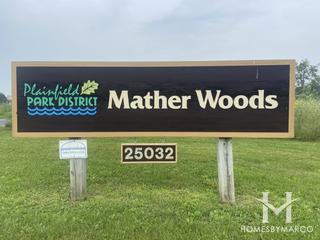 Plainfield
PARK DISTRICT
Mather Woods
25032
HOMESBYMARCO